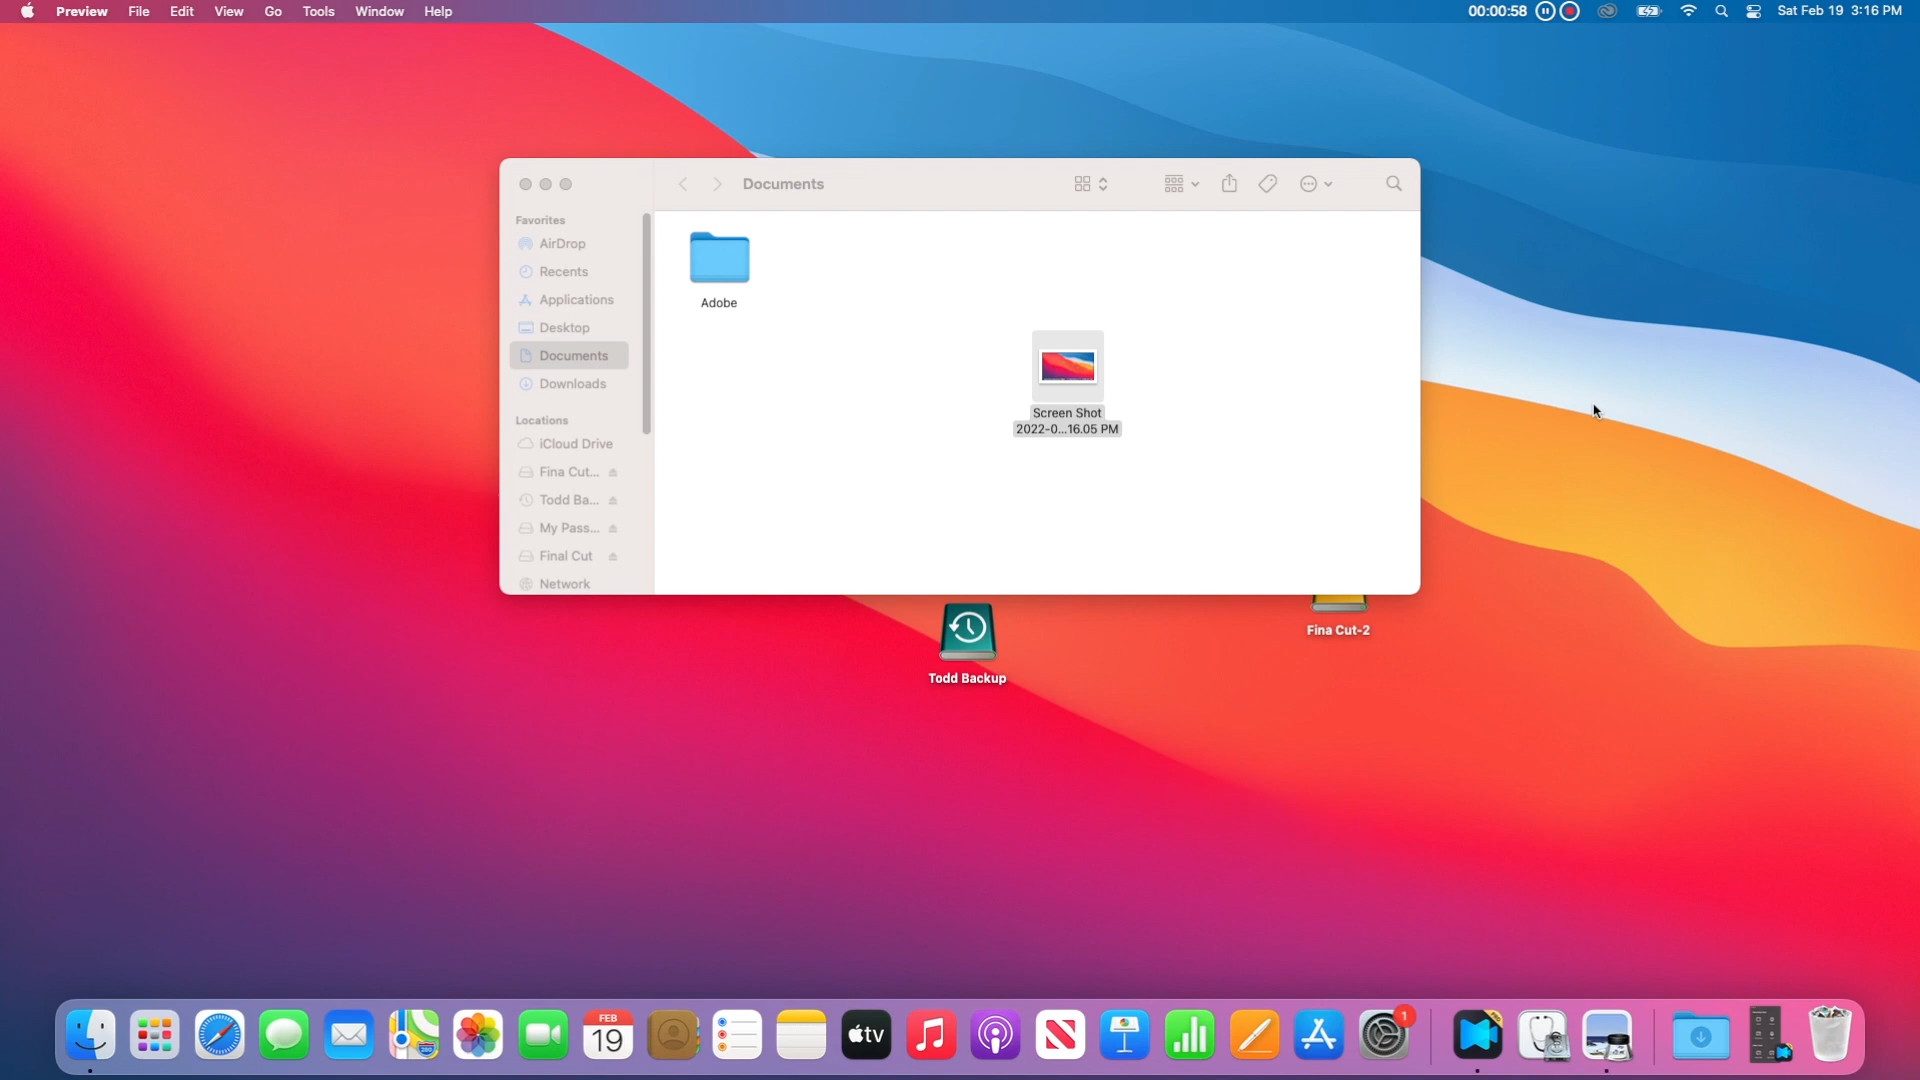 Preview File Edit View Go Tools Window Help
00:00:58 Sat Feb 19 3:16 PM
Documents
Favorites
AirDrop
Recents
Applications
Desktop
Documents
Downloads
Locations
iCloud Drive
Fina Cut...
Todd Ba...
My Pass...
Final Cut
Network
Adobe
Screen Shot
2022-0...16.05 PM
Fina Cut-2
Todd Backup
FEB
19
tv
1